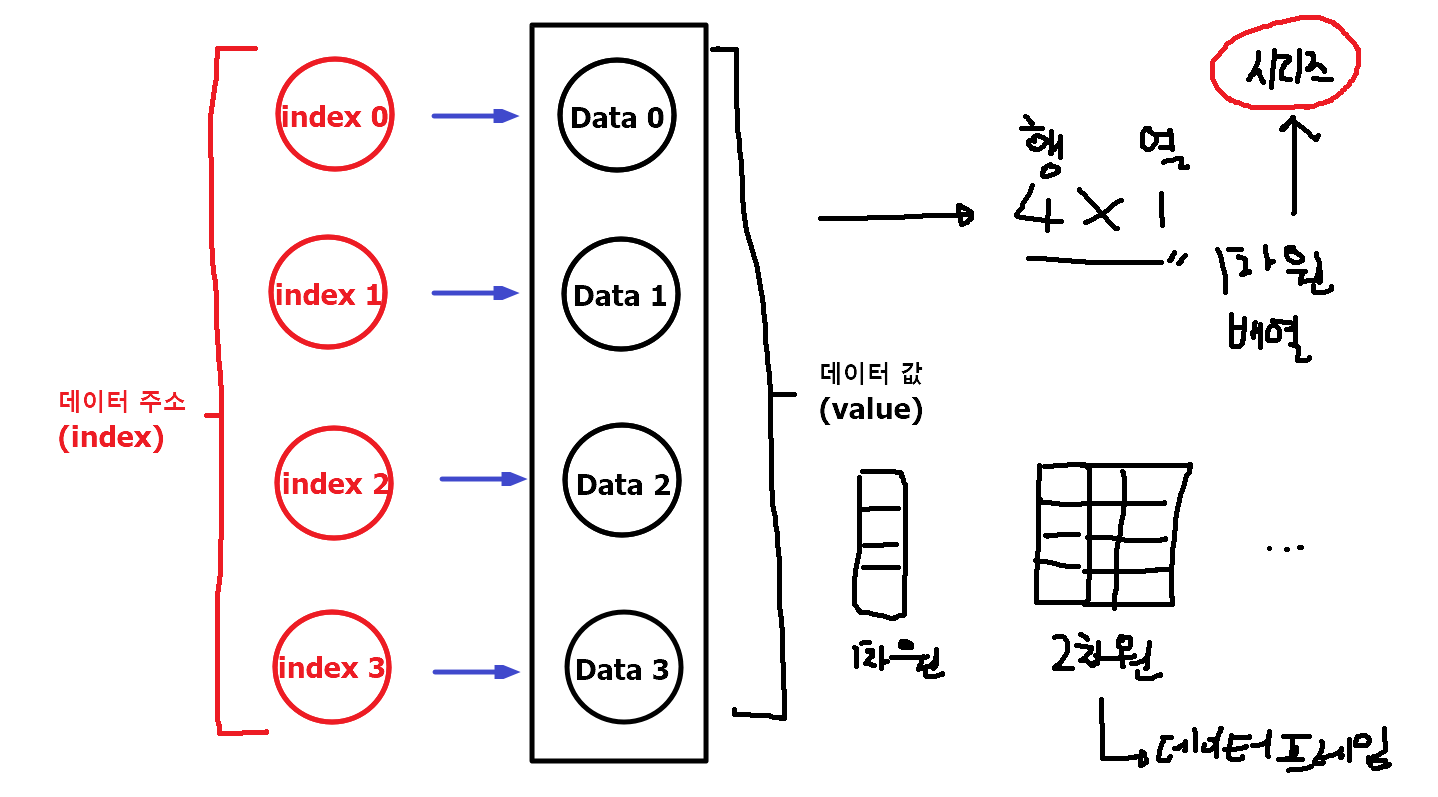 데이터 주소
(index)
index 0
index 1
index 2
index 3
Data 0
Data 1
Data 2
Data 3
데이터 값
(value)
시리즈
행 열
4 × 1
1차원
배열
1차원
2차원
...
데이터프레임